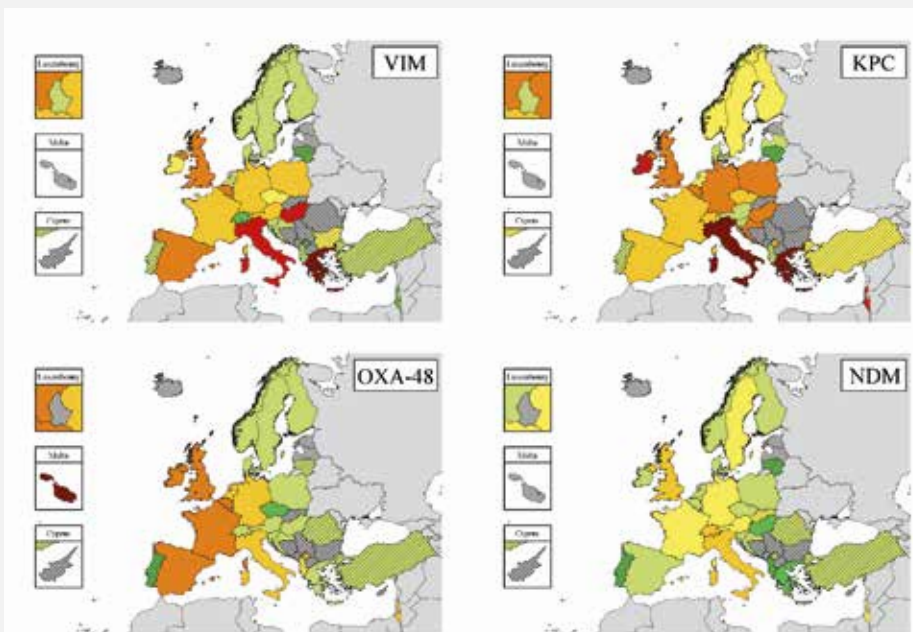 VIM
Luxembourg
Malta
Cyprus
KPC
Luxembourg
Malta
Cyprus
OXA-48
Luxembourg
Malta
Cyprus
NDM
Luxembourg
Malta
Cyprus